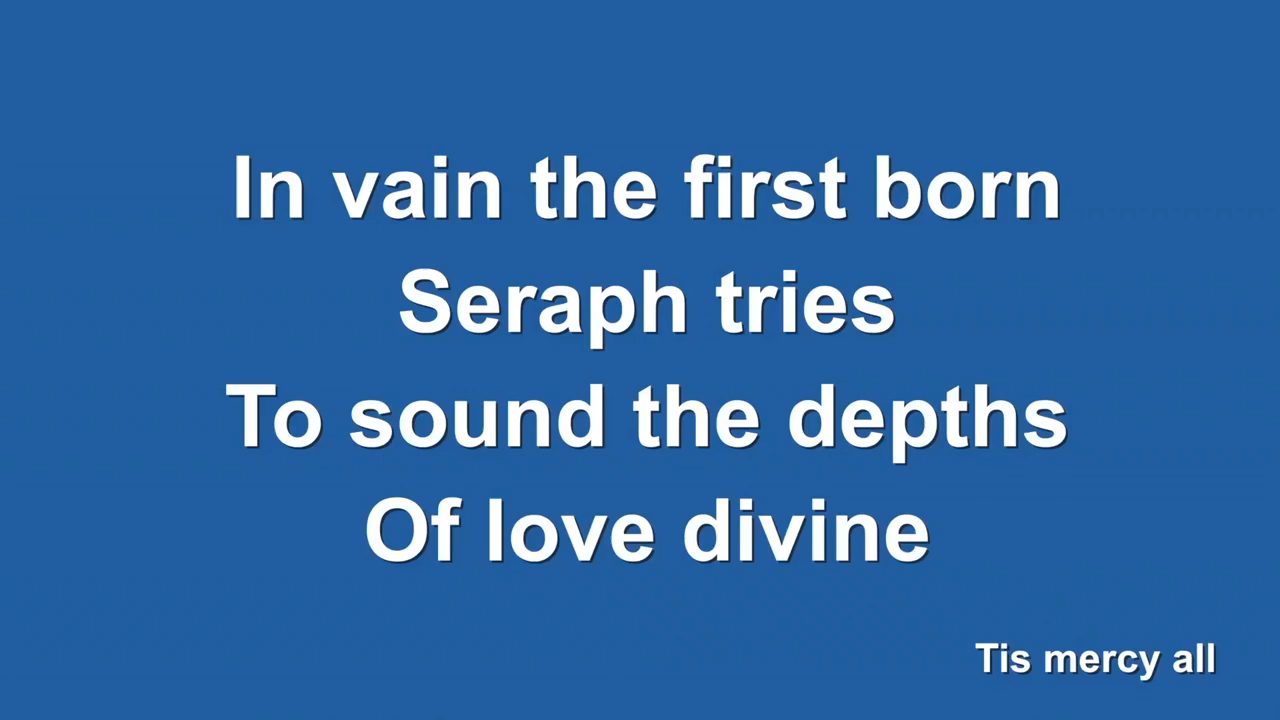 In vain the first born
Seraph tries
To sound the depths
Of love divine
Tis mercy all